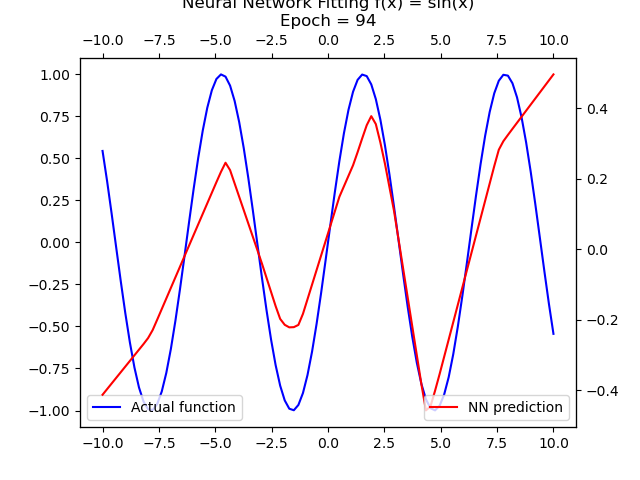 Neural Network Fitting f(x) = sin(x)
Epoch = 94
−10.0 −7.5 −5.0 −2.5 0.0 2.5 5.0 7.5 10.0
1.00
0.75
0.50
0.25
0.00
−0.25
−0.50
−0.75
−1.00
0.4
0.2
0.0
−0.2
−0.4
Actual function
NN prediction
−10.0 −7.5 −5.0 −2.5 0.0 2.5 5.0 7.5 10.0